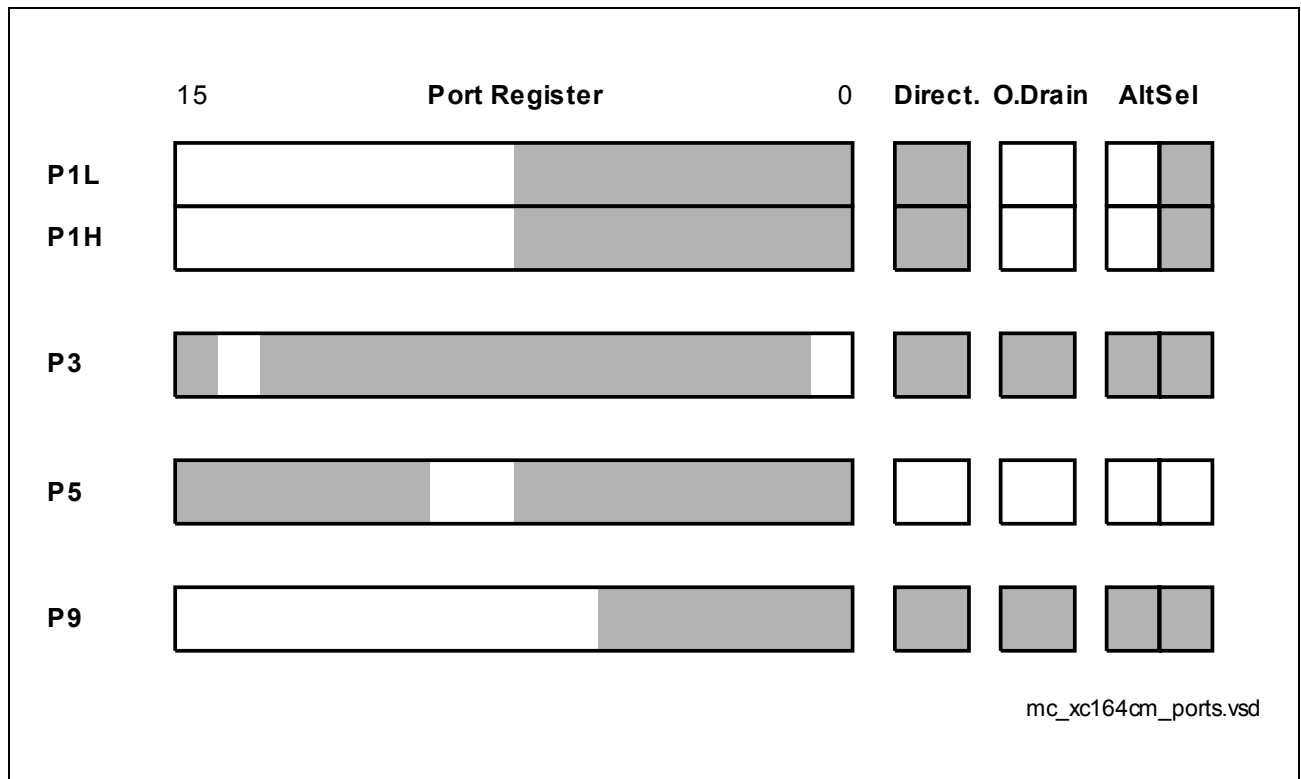 15 Port Register 0 Direct. O.Drain AltSel
P1L
P1H
P3
P5
P9
mc_xc164cm_ports.vsd